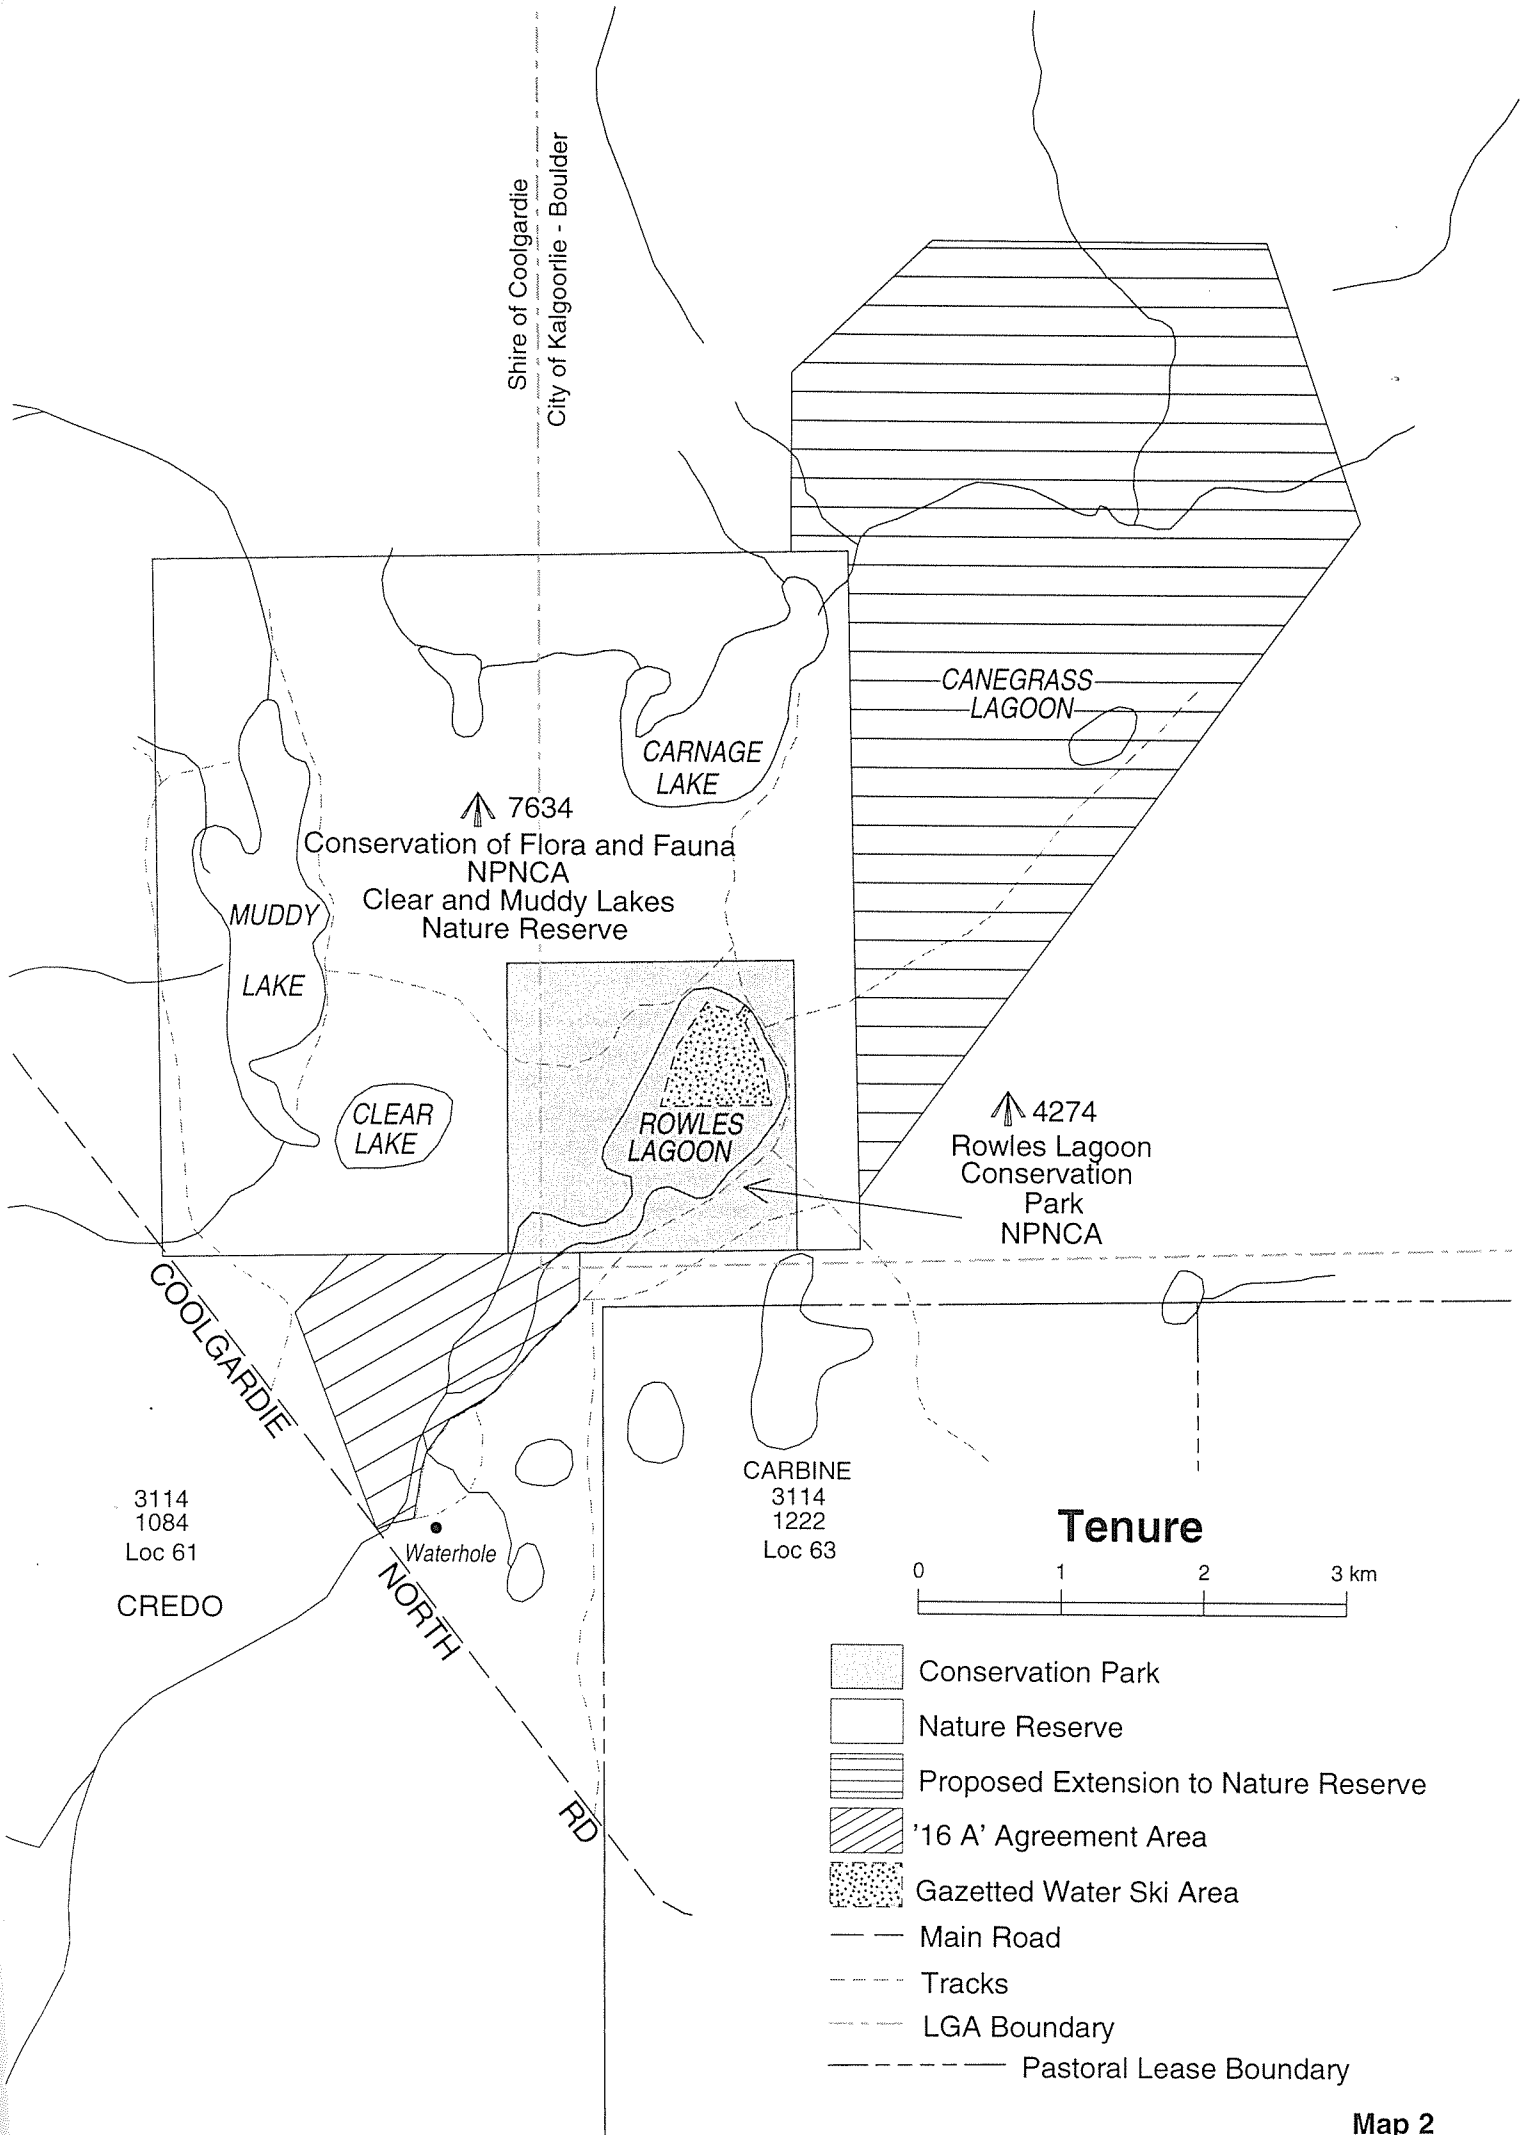 Shire of Coolgardie
City of Kalgoorlie - Boulder
CANEGRASS
LAGOON
CARNAGE
LAKE
7634
Conservation of Flora and Fauna
NPNCA
Clear and Muddy Lakes
Nature Reserve
MUDDY
LAKE
CLEAR
LAKE
ROWLES
LAGOON
4274
Rowles Lagoon
Conservation
Park
NPNCA
COOLGARDIE
NORTH
RD
3114
1084
Loc 61
CREDO
Waterhole
CARBINE
3114
1222
Loc 63
Tenure
0 1 2 3 km
Conservation Park
Nature Reserve
Proposed Extension to Nature Reserve
'16 A' Agreement Area
Gazetted Water Ski Area
Main Road
Tracks
LGA Boundary
Pastoral Lease Boundary
Map 2